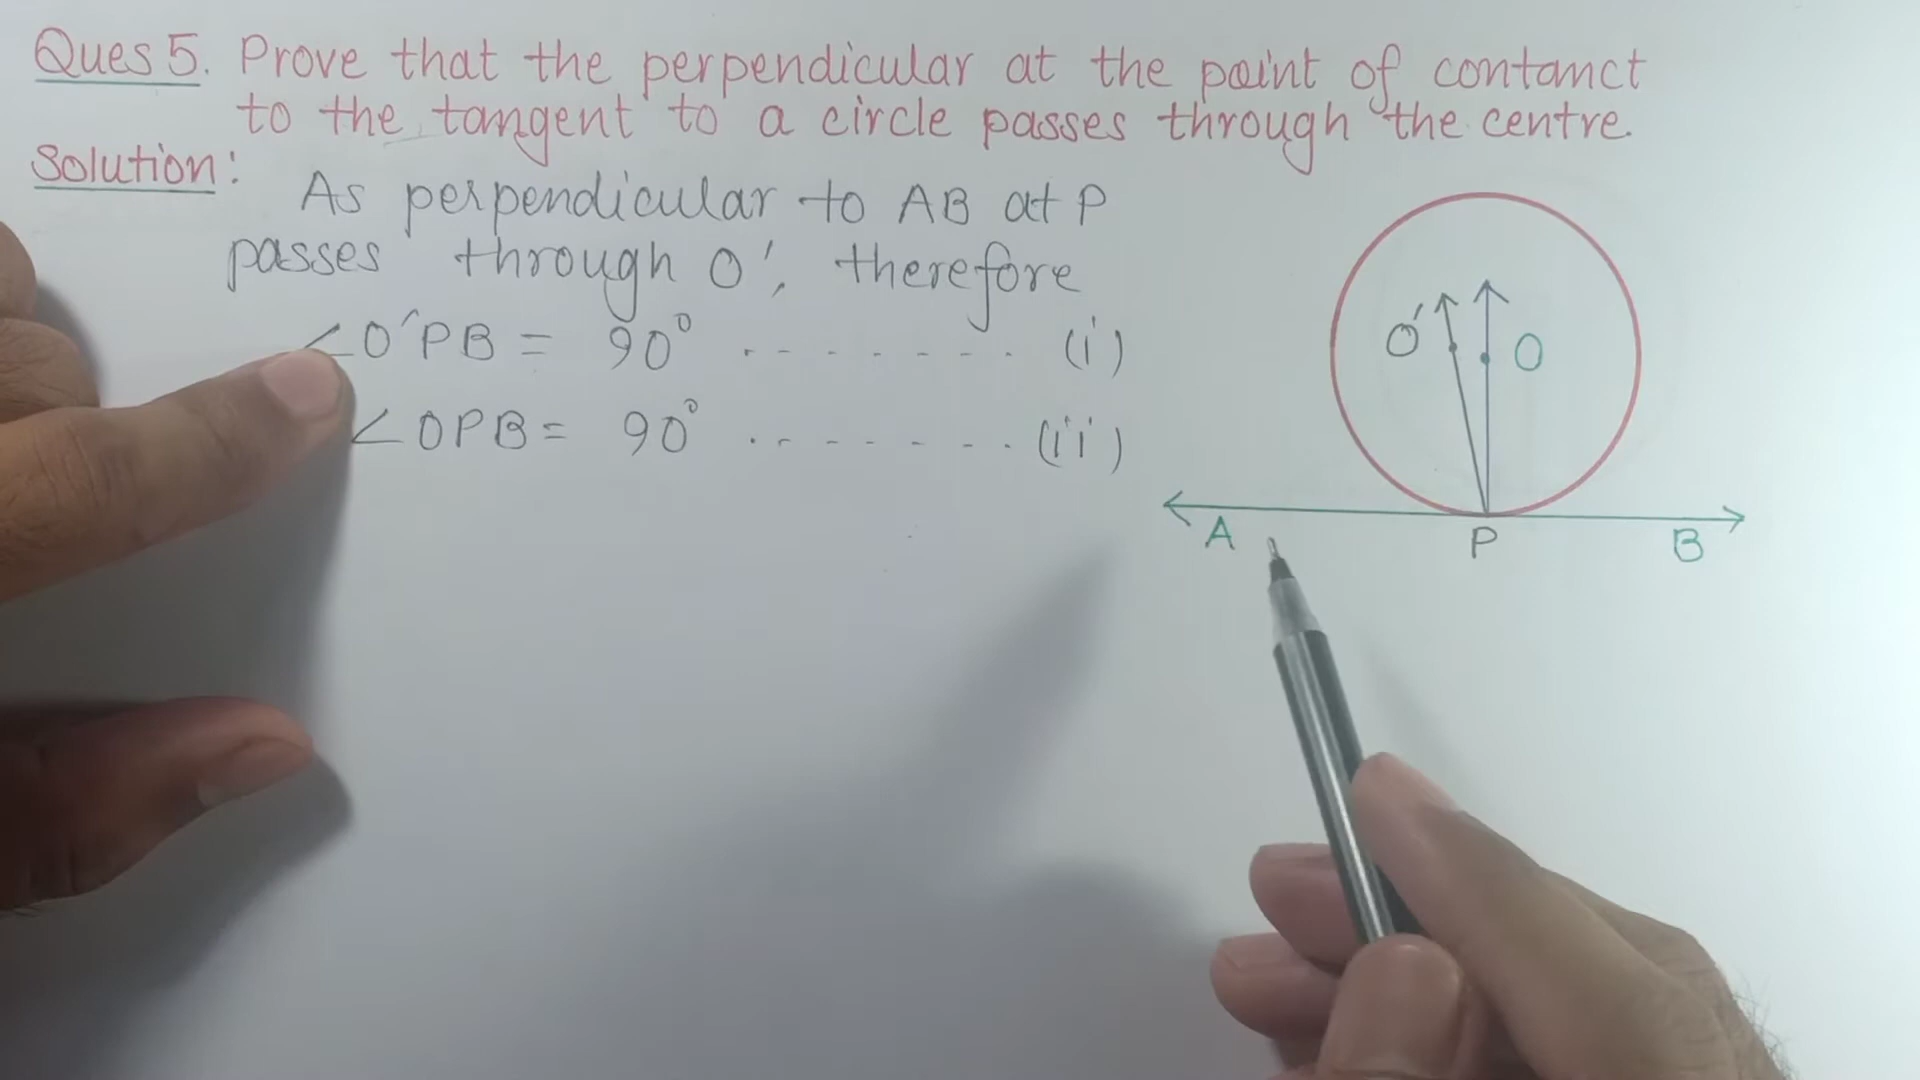 Ques 5. Prove that the perpendicular at the point of contanct
to the tangent to a circle passes through the centre.
Solution:
As perpendicular to AB at P
passes through O', therefore
∠O'PB = 90° . - - - - - - . (i)
∠OPB = 90° . - - - - - - . (ii)
O' O
A P B